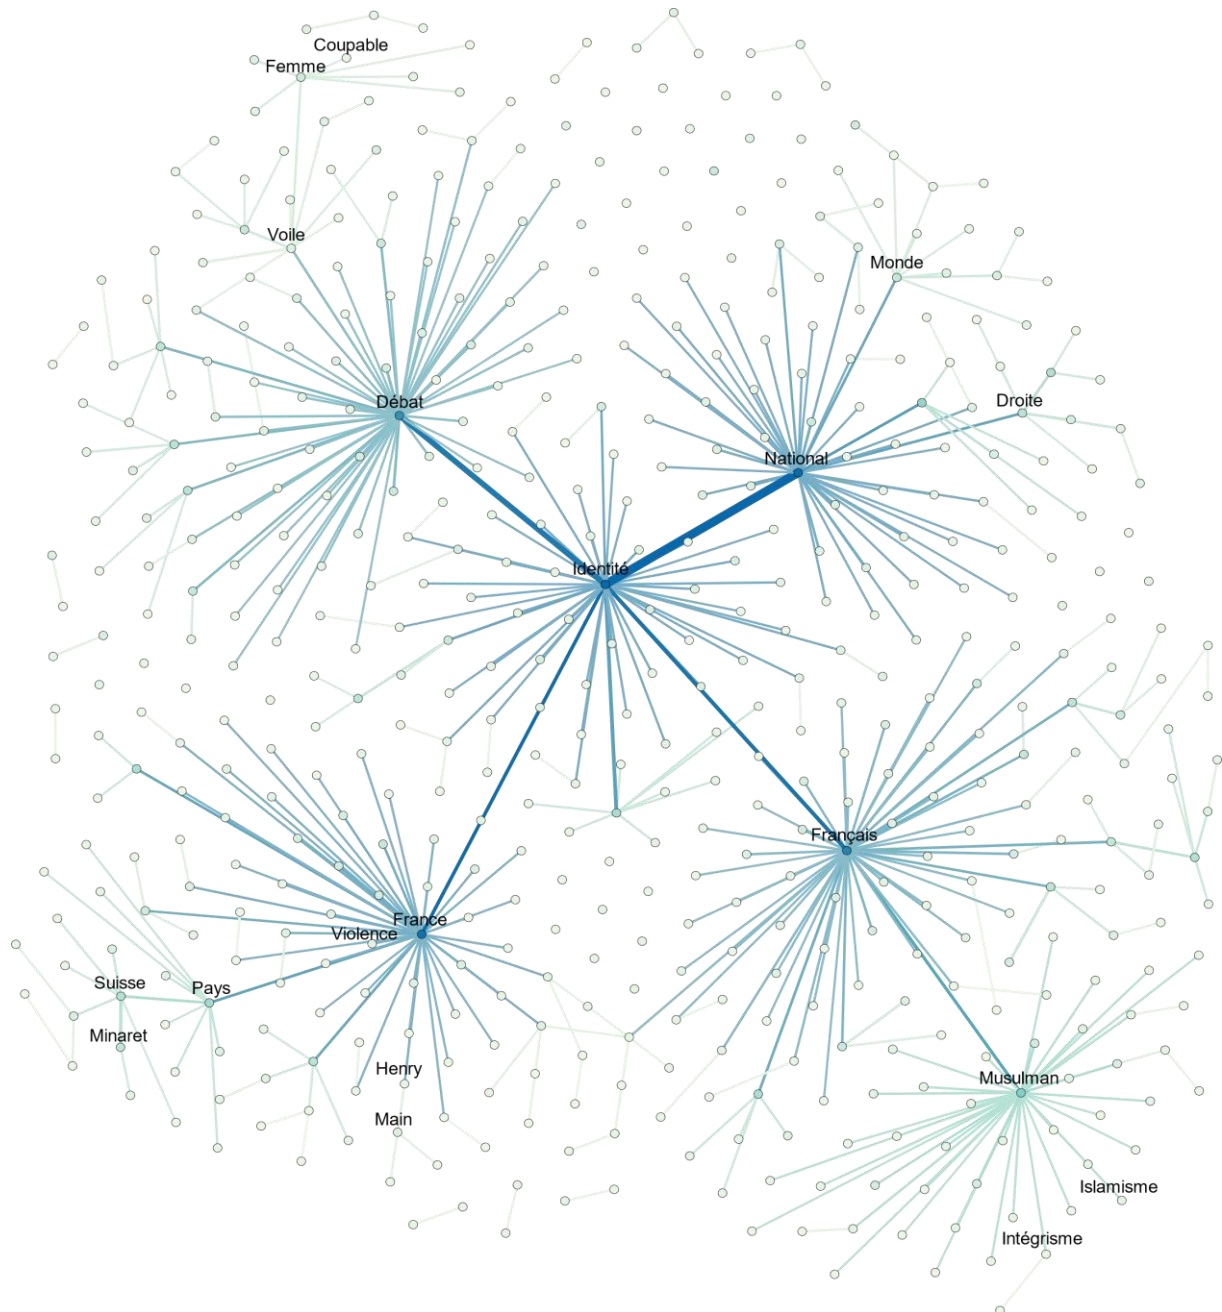 Coupable
Femme
Voile
Monde
Débat
Droite
National
Identité
Français
France
Violence
Suisse
Pays
Minaret
Henry
Musulman
Main
Islamisme
Intégrisme